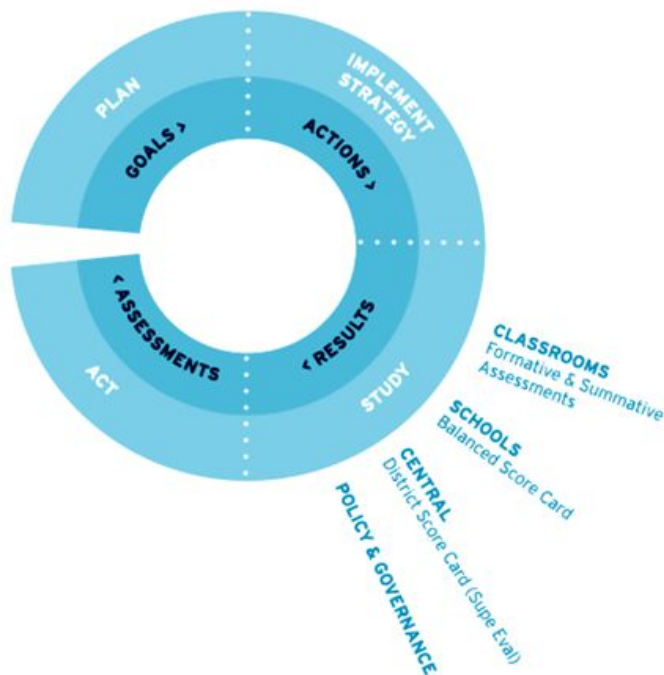 PLAN
IMPLEMENT
STRATEGY
GOALS >
ACTIONS >
< ASSESSMENTS
< RESULTS
ACT
STUDY
CLASSROOMS
Formative & Summative
Assessments
SCHOOLS
Balanced Score Card
CENTRAL
District Score Card (Supe Eval)
POLICY & GOVERNANCE